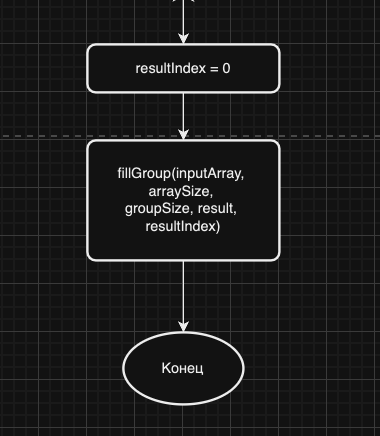 resultIndex = 0
fillGroup(inputArray,
arraySize,
groupSize, result,
resultIndex)
Конец